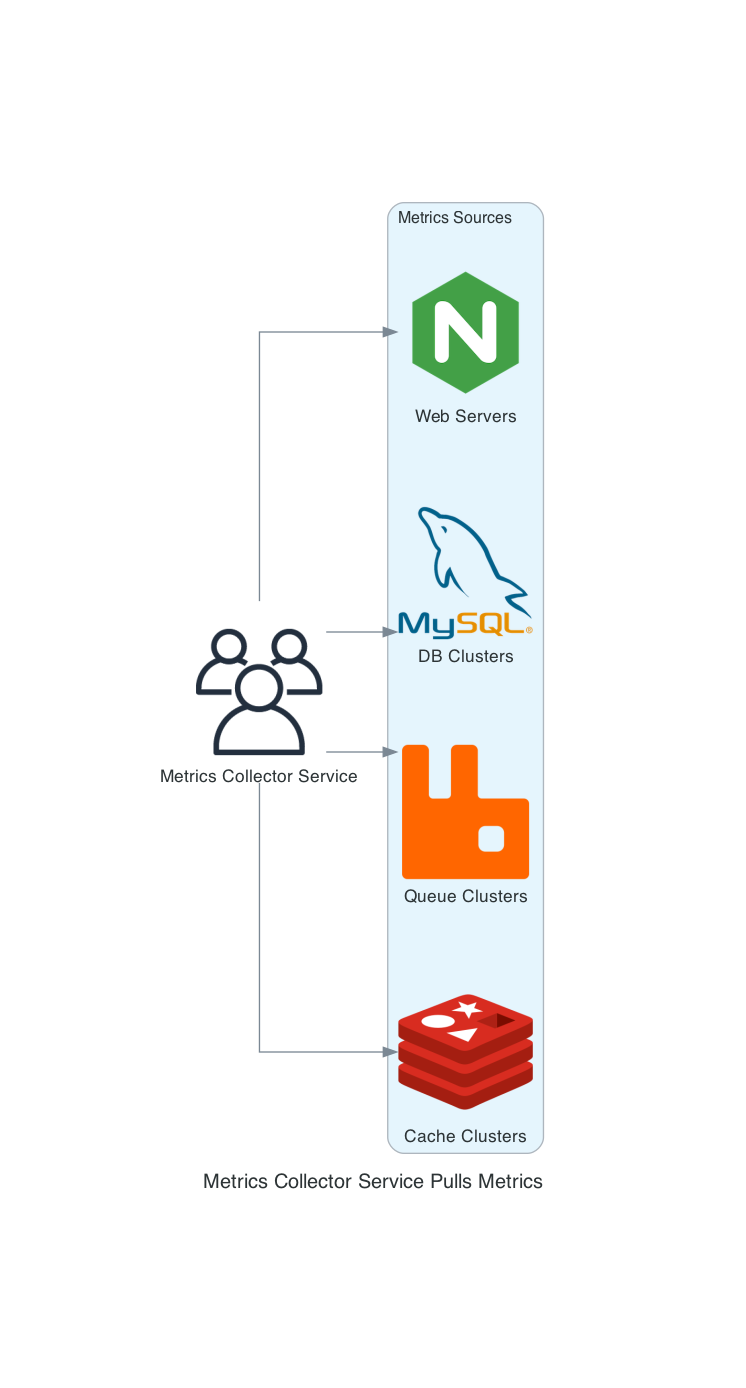 Metrics Sources
N
Web Servers
MySQL®
DB Clusters
Metrics Collector Service
Queue Clusters
Cache Clusters
Metrics Collector Service Pulls Metrics